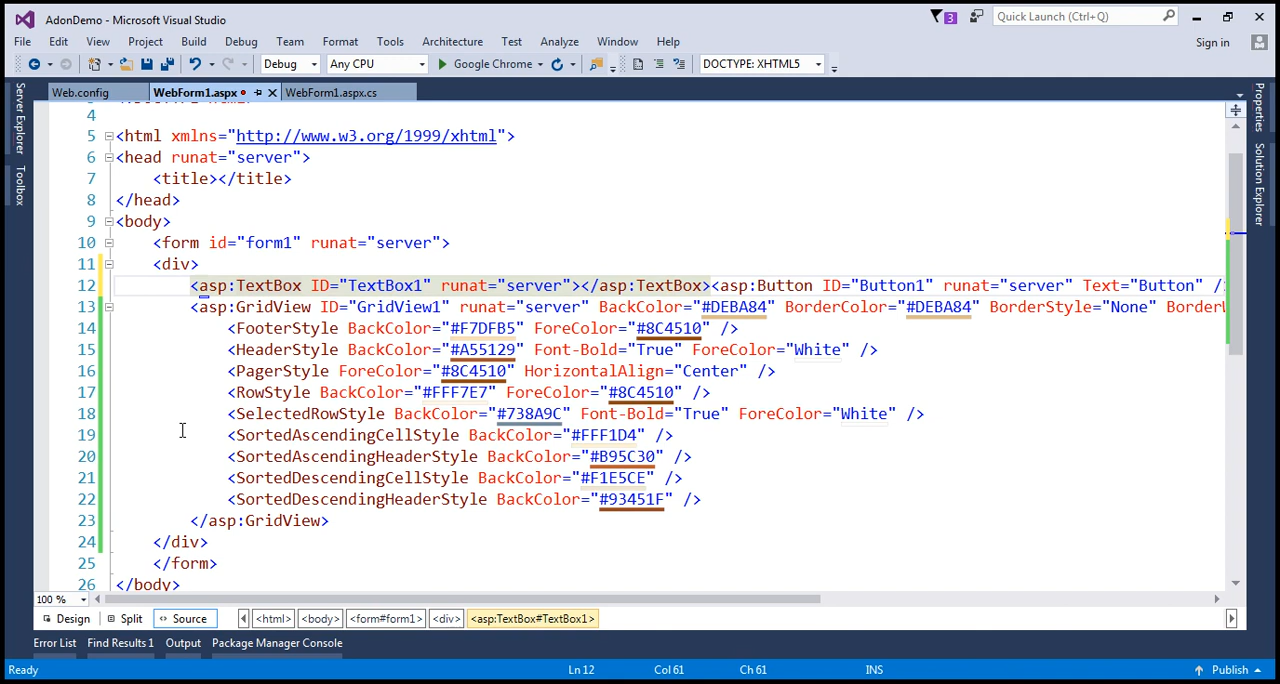 AdonDemo - Microsoft Visual Studio
3
Quick Launch (Ctrl+Q)
File Edit View Project Build Debug Team Format Tools Architecture Test Analyze Window Help
Sign in
Debug Any CPU Google Chrome DOCTYPE: XHTML5
Server Explorer
Toolbox
Properties
Solution Explorer
Web.config WebForm1.aspx WebForm1.aspx.cs
4
5 <html xmlns="http://www.w3.org/1999/xhtml">
6 <head runat="server">
7 <title></title>
8 </head>
9 <body>
10 <form id="form1" runat="server">
11 <div>
12 <asp:TextBox ID="TextBox1" runat="server"></asp:TextBox><asp:Button ID="Button1" runat="server" Text="Button" />
13 <asp:GridView ID="GridView1" runat="server" BackColor="#DEBA84" BorderColor="#DEBA84" BorderStyle="None" BorderW
14 <FooterStyle BackColor="#F7DFB5" ForeColor="#8C4510" />
15 <HeaderStyle BackColor="#A55129" Font-Bold="True" ForeColor="White" />
16 <PagerStyle ForeColor="#8C4510" HorizontalAlign="Center" />
17 <RowStyle BackColor="#FFF7E7" ForeColor="#8C4510" />
18 <SelectedRowStyle BackColor="#738A9C" Font-Bold="True" ForeColor="White" />
19 <SortedAscendingCellStyle BackColor="#FFF1D4" />
20 <SortedAscendingHeaderStyle BackColor="#B95C30" />
21 <SortedDescendingCellStyle BackColor="#F1E5CE" />
22 <SortedDescendingHeaderStyle BackColor="#93451F" />
23 </asp:GridView>
24 </div>
25 </form>
26 </body>
100 %
Design Split Source <html> <body> <form#form1> <div> <asp:TextBox#TextBox1>
Error List Find Results 1 Output Package Manager Console
Ready Ln 12 Col 61 Ch 61 INS Publish